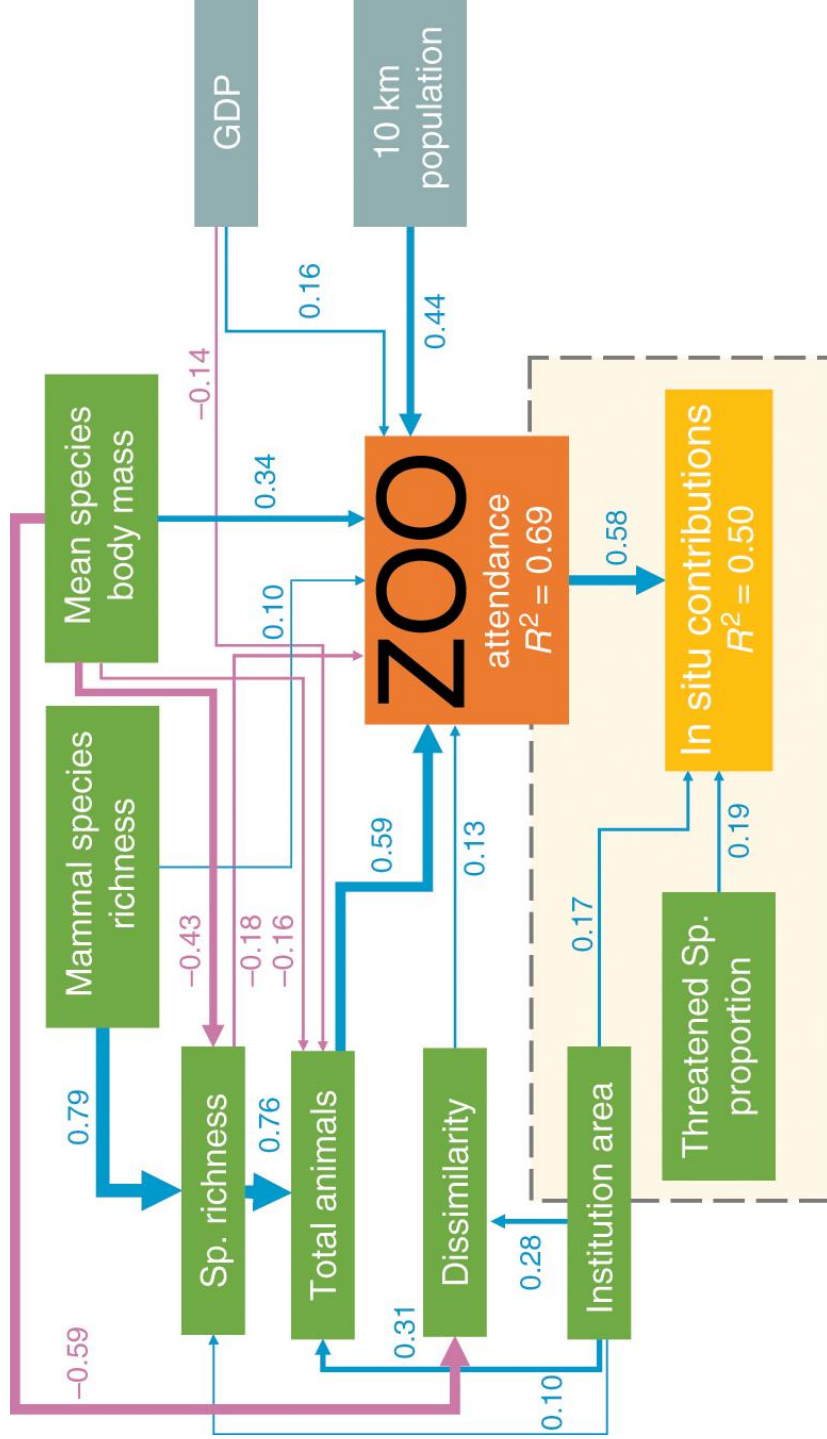 GDP
10 km
population
0.16
0.44
–0.14
Mean species
body mass
0.34
0.10
ZOO
attendance
R² = 0.69
0.58
In situ contributions
R² = 0.50
Mammal species
richness
–0.43
–0.18
–0.16
0.59
0.13
0.17
0.19
0.79
Sp. richness
0.76
Total animals
Dissimilarity
0.28
Institution area
Threatened Sp.
proportion
–0.59
0.31
0.10